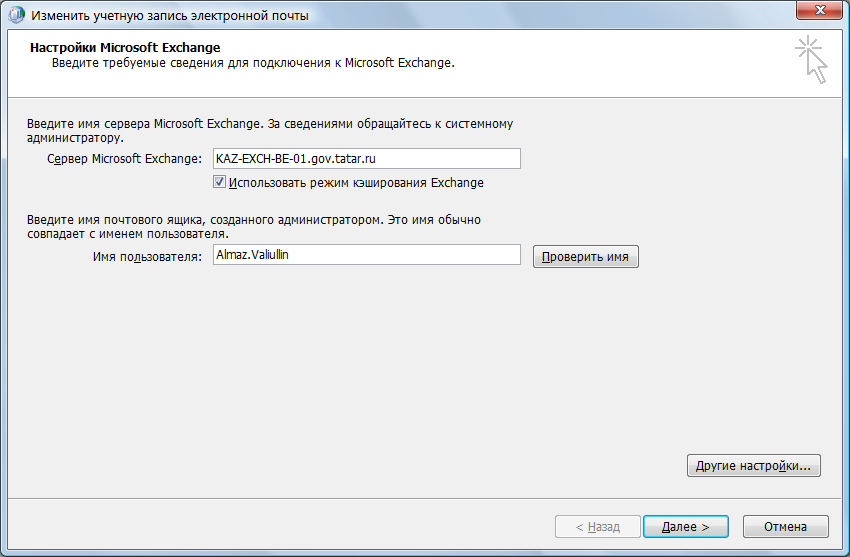 Изменить учетную запись электронной почты
Настройки Microsoft Exchange
Введите требуемые сведения для подключения к Microsoft Exchange.
Введите имя сервера Microsoft Exchange. За сведениями обращайтесь к системному
администратору.
Сервер Microsoft Exchange: KAZ-EXCH-BE-01.gov.tatar.ru
Использовать режим кэширования Exchange
Введите имя почтового ящика, созданного администратором. Это имя обычно
совпадает с именем пользователя.
Имя пользователя: Almaz.Valiullin Проверить имя
Другие настройки...
< Назад Далее > Отмена